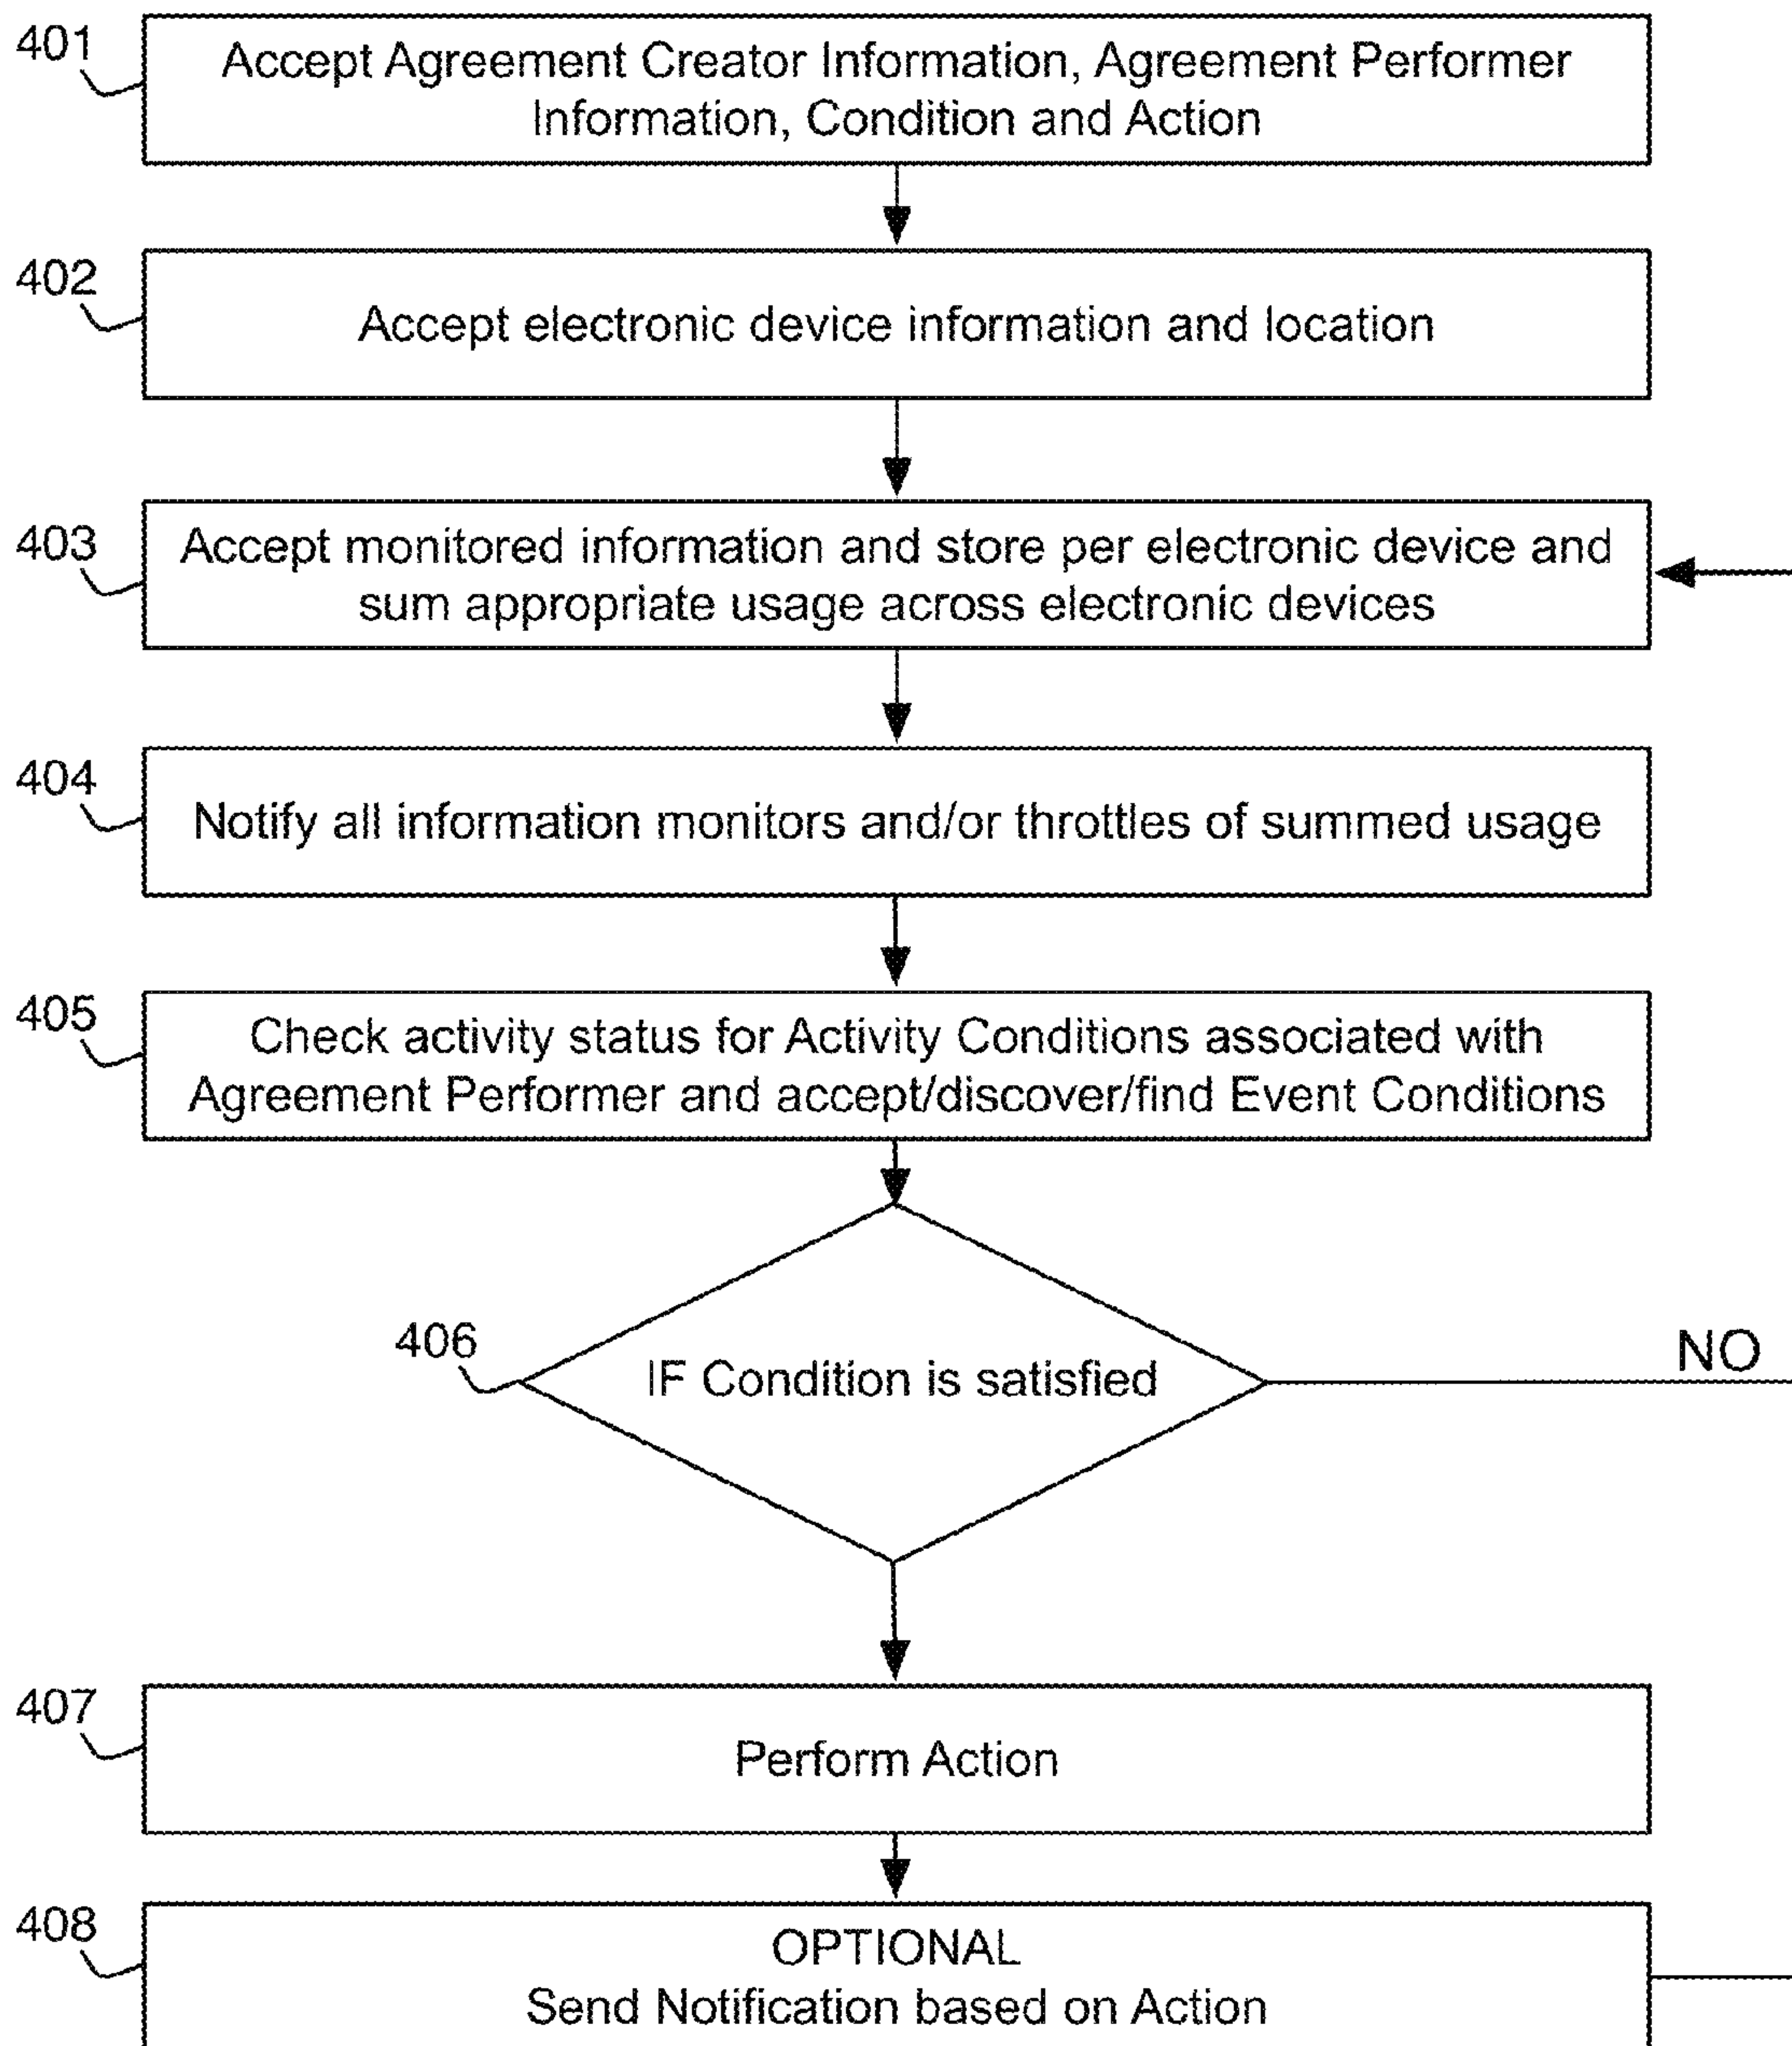 401
Accept Agreement Creator Information, Agreement Performer
Information, Condition and Action
402
Accept electronic device information and location
403
Accept monitored information and store per electronic device and
sum appropriate usage across electronic devices
404
Notify all information monitors and/or throttles of summed usage
405
Check activity status for Activity Conditions associated with
Agreement Performer and accept/discover/find Event Conditions
406
IF Condition is satisfied
NO
407
Perform Action
408
OPTIONAL
Send Notification based on Action